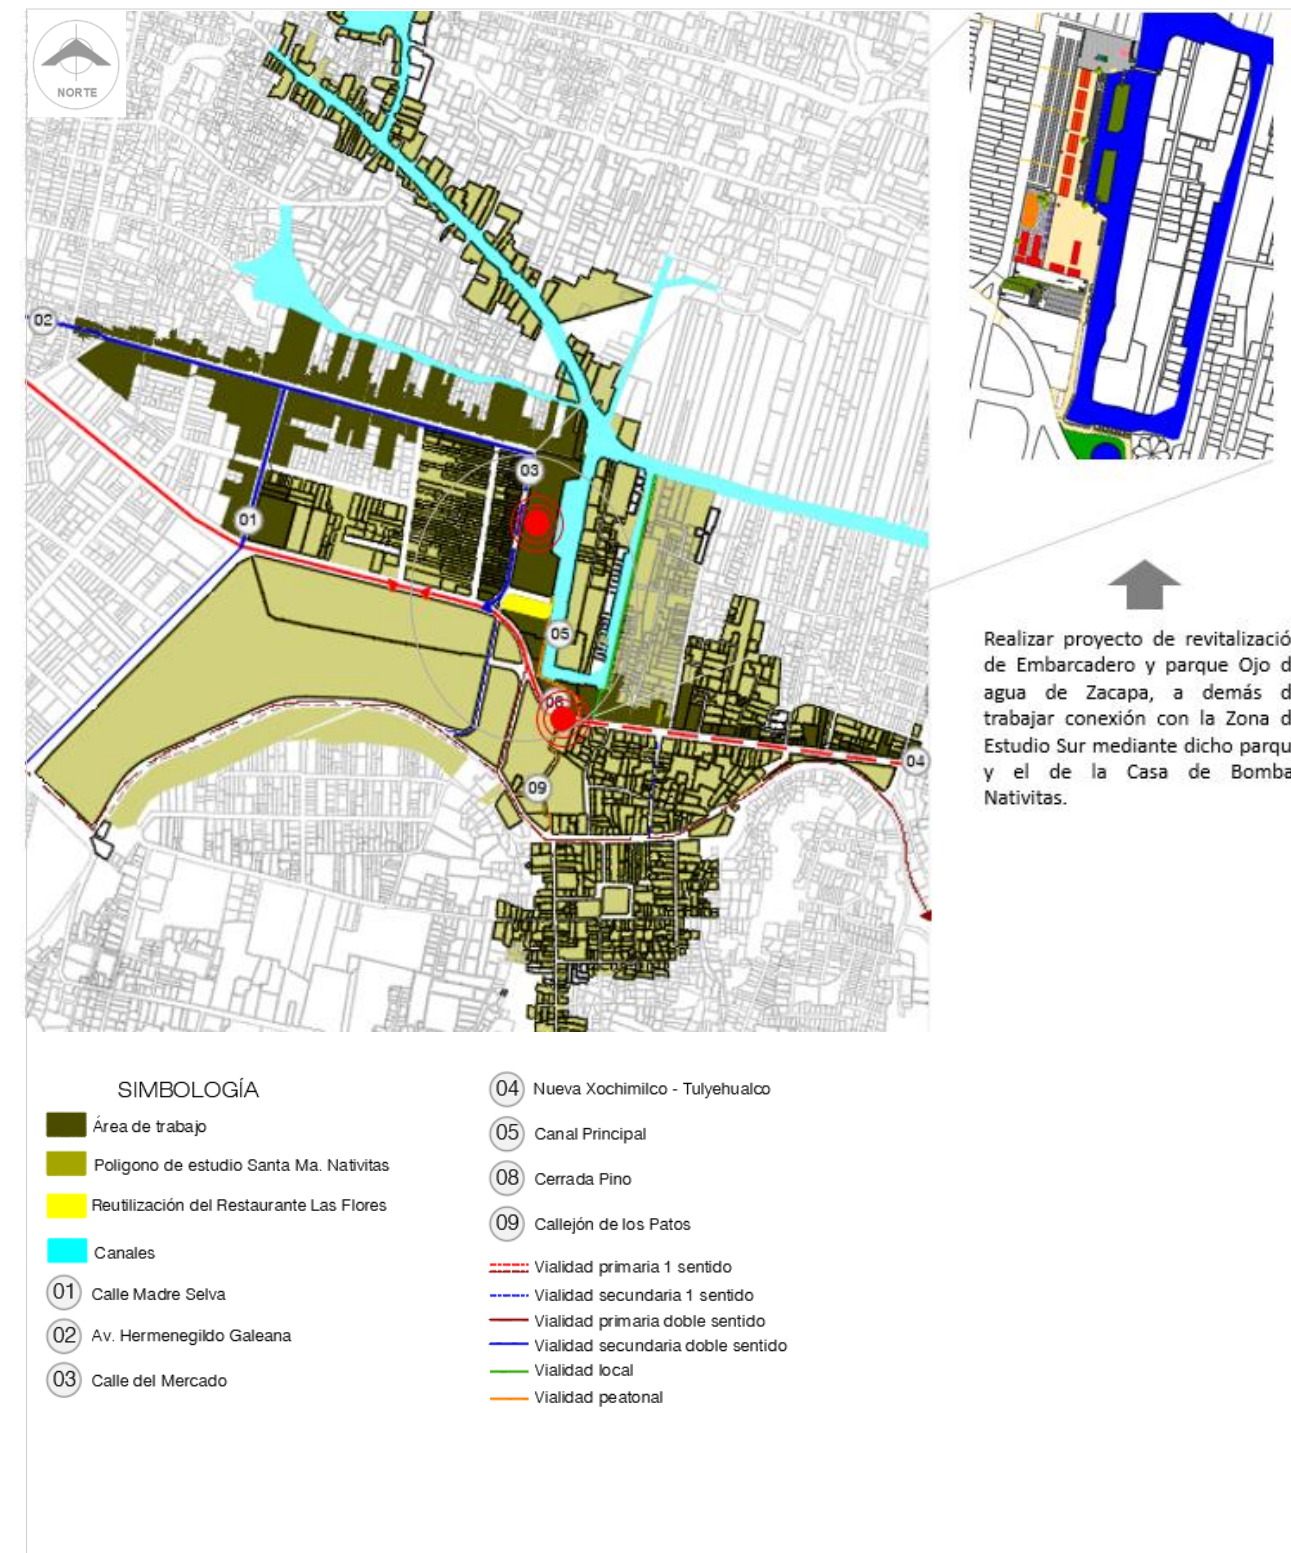 NORTE
02
03
01
05
08
04
09
Realizar proyecto de revitalizació
de Embarcadero y parque Ojo d
agua de Zacapa, a demás d
trabajar conexión con la Zona d
Estudio Sur mediante dicho parqu
y el de la Casa de Bomba
Nativitas.
SIMBOLOGÍA
Área de trabajo
Poligono de estudio Santa Ma. Nativitas
Reutilización del Restaurante Las Flores
Canales
01 Calle Madre Selva
02 Av. Hermenegildo Galeana
03 Calle del Mercado
04 Nueva Xochimilco - Tulyehualco
05 Canal Principal
08 Cerrada Pino
09 Callejón de los Patos
Vialidad primaria 1 sentido
Vialidad secundaria 1 sentido
Vialidad primaria doble sentido
Vialidad secundaria doble sentido
Vialidad local
Vialidad peatonal